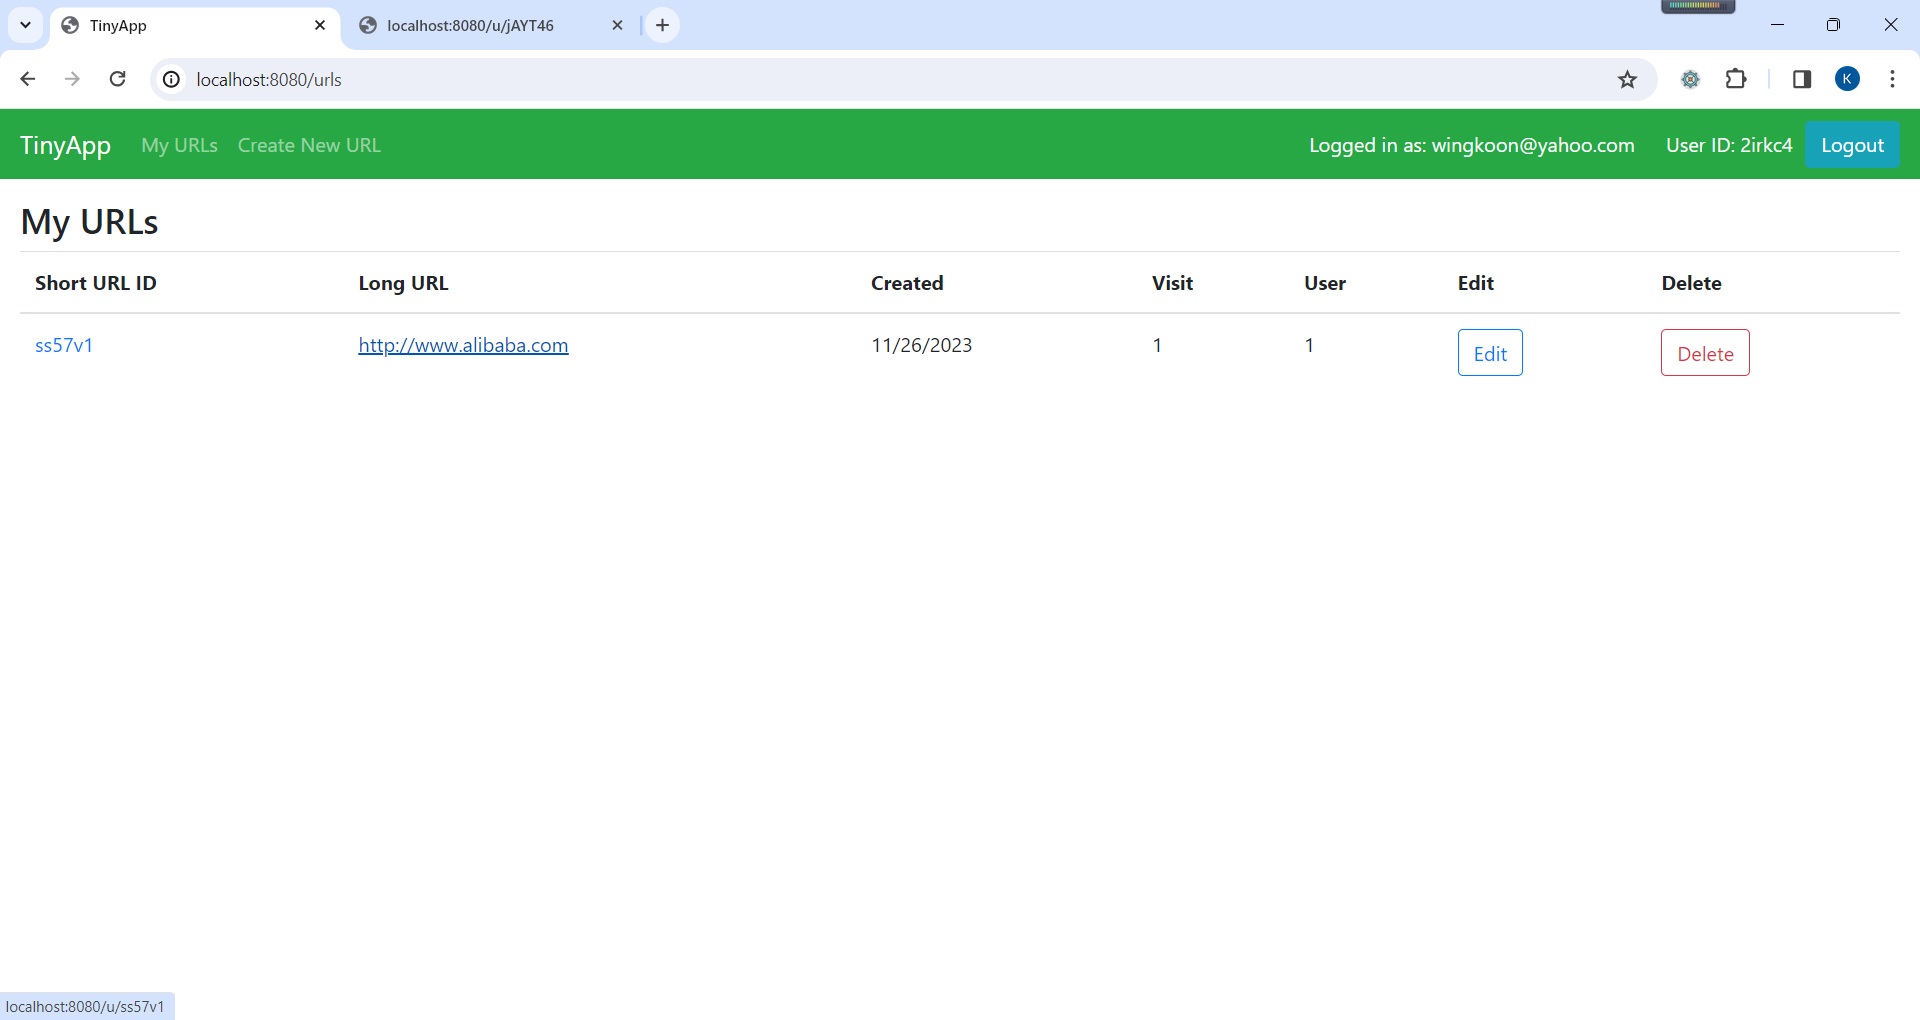 TinyApp
localhost:8080/u/jAYT46
localhost:8080/urls
K
TinyApp My URLs Create New URL Logged in as: wingkoon@yahoo.com User ID: 2irkc4 Logout
My URLs
Short URL ID Long URL Created Visit User Edit Delete
ss57v1 http://www.alibaba.com 11/26/2023 1 1 Edit Delete
localhost:8080/u/ss57v1